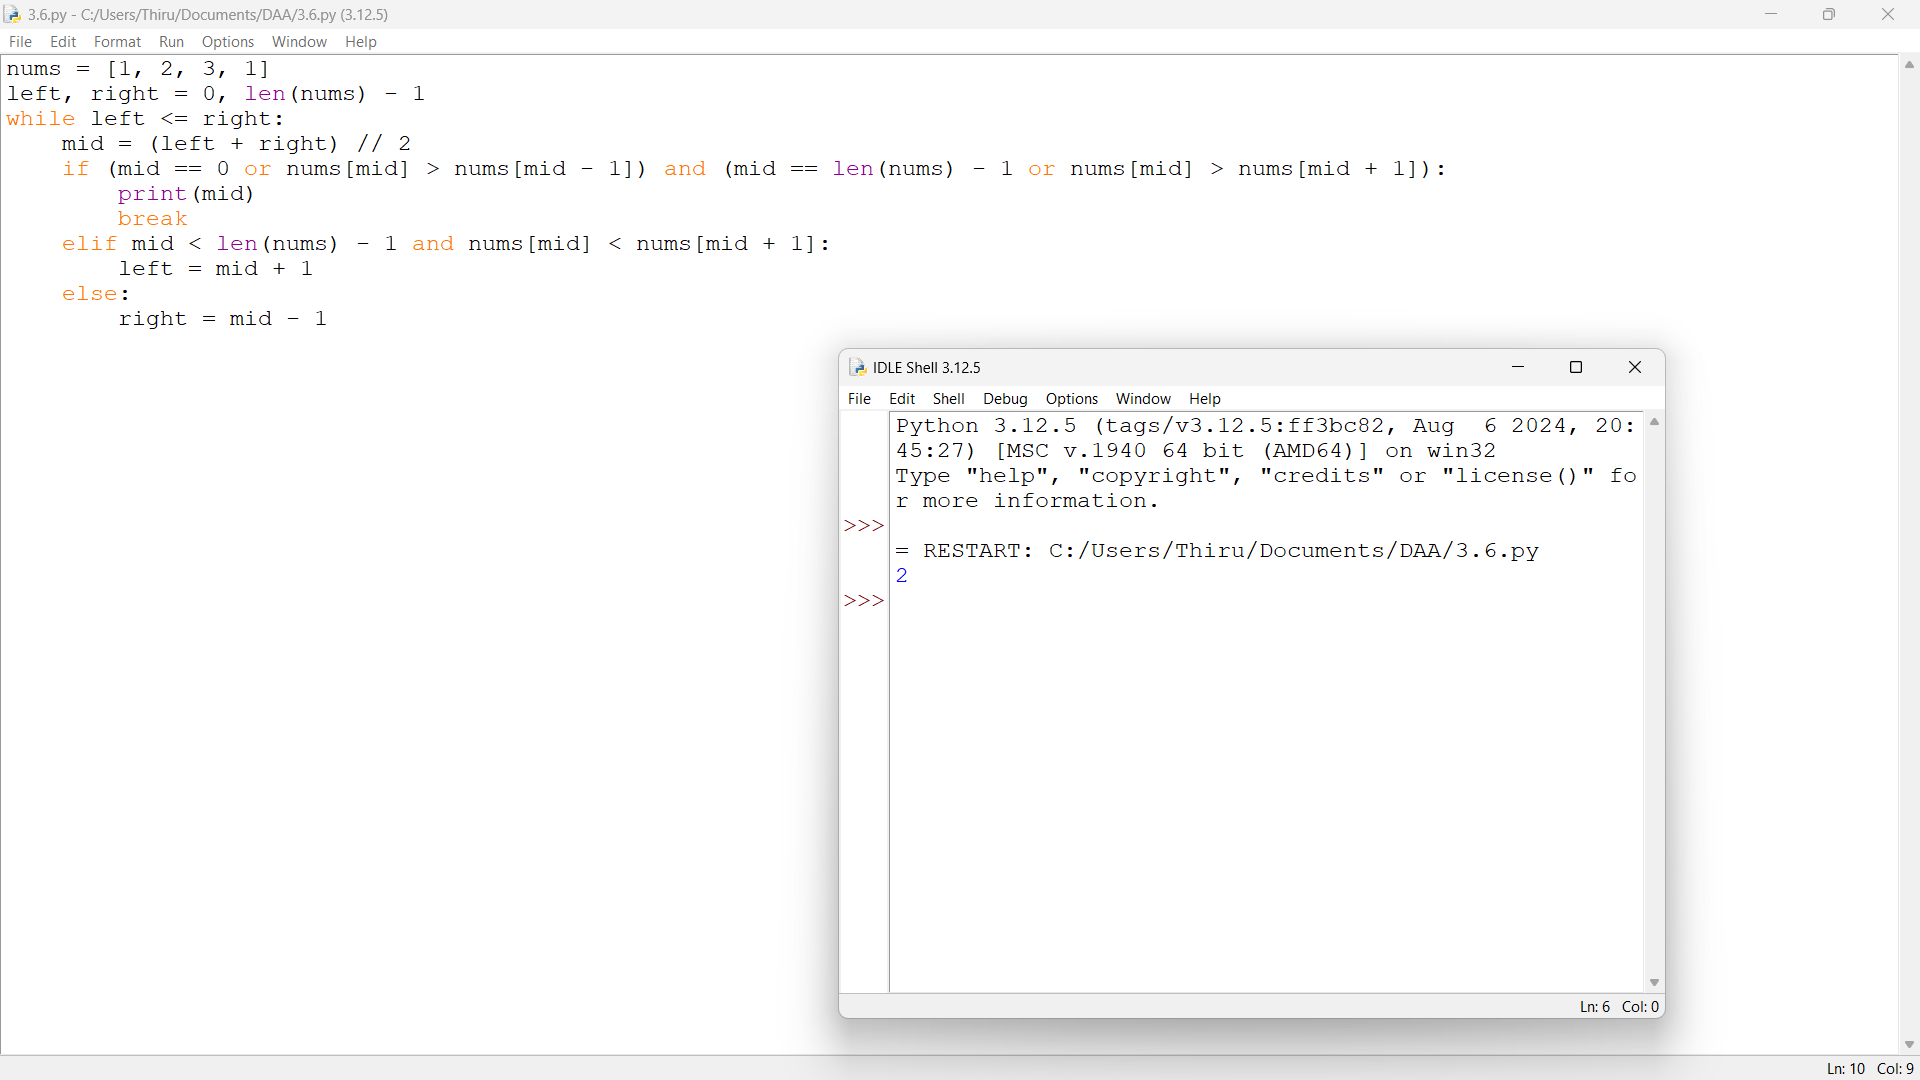 3.6.py - C:/Users/Thiru/Documents/DAA/3.6.py (3.12.5)
File Edit Format Run Options Window Help
nums = [1, 2, 3, 1]
left, right = 0, len(nums) - 1
while left <= right:
    mid = (left + right) // 2
    if (mid == 0 or nums[mid] > nums[mid - 1]) and (mid == len(nums) - 1 or nums[mid] > nums[mid + 1]):
        print(mid)
        break
    elif mid < len(nums) - 1 and nums[mid] < nums[mid + 1]:
        left = mid + 1
    else:
        right = mid - 1
IDLE Shell 3.12.5
File Edit Shell Debug Options Window Help
Python 3.12.5 (tags/v3.12.5:ff3bc82, Aug  6 2024, 20:
45:27) [MSC v.1940 64 bit (AMD64)] on win32
Type "help", "copyright", "credits" or "license()" fo
r more information.
>>>
= RESTART: C:/Users/Thiru/Documents/DAA/3.6.py
2
>>>
Ln: 6 Col: 0
Ln: 10 Col: 9